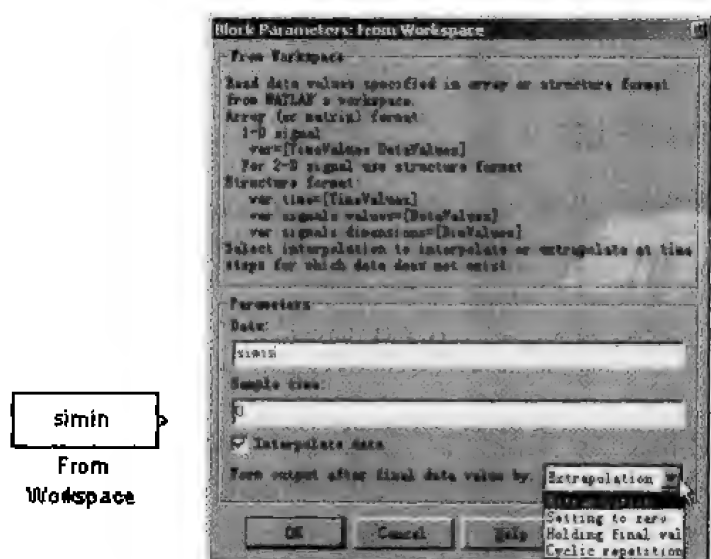 Block Parameters: From Workspace
From Workspace
Read data values specified in array or structure format
from MATLAB's workspace.
Array (or matrix) format:
1-D signal
var=[TimeValues DataValues]
For 2-D signal use structure format
Structure format:
var time=[TimeValues]
var signals values=[DataValues]
var signals dimensions=[DimValues]
Select interpolation to interpolate or extrapolate at time
steps for which data does not exist.
Parameters
Data:
simin
Sample time:
0
Interpolate data
Form output after final data value by: Extrapolation
Extrapolation
Setting to zero
Holding final val
Cyclic repetition
OK Cancel Help
simin
From
Workspace